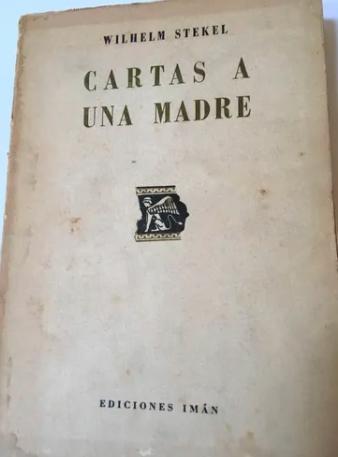 WILHELM STEKEL
CARTAS A
UNA MADRE
EDICIONES IMÁN